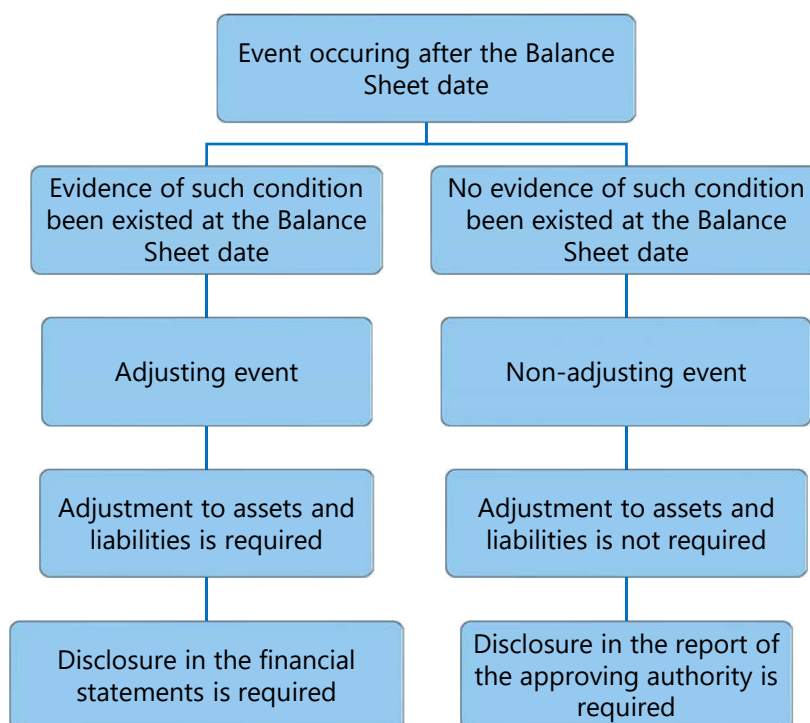 Event occuring after the Balance
Sheet date
Evidence of such condition
been existed at the Balance
Sheet date
No evidence of such condition
been existed at the Balance
Sheet date
Adjusting event
Non-adjusting event
Adjustment to assets and
liabilities is required
Adjustment to assets and
liabilities is not required
Disclosure in the financial
statements is required
Disclosure in the report of
the approving authority is
required